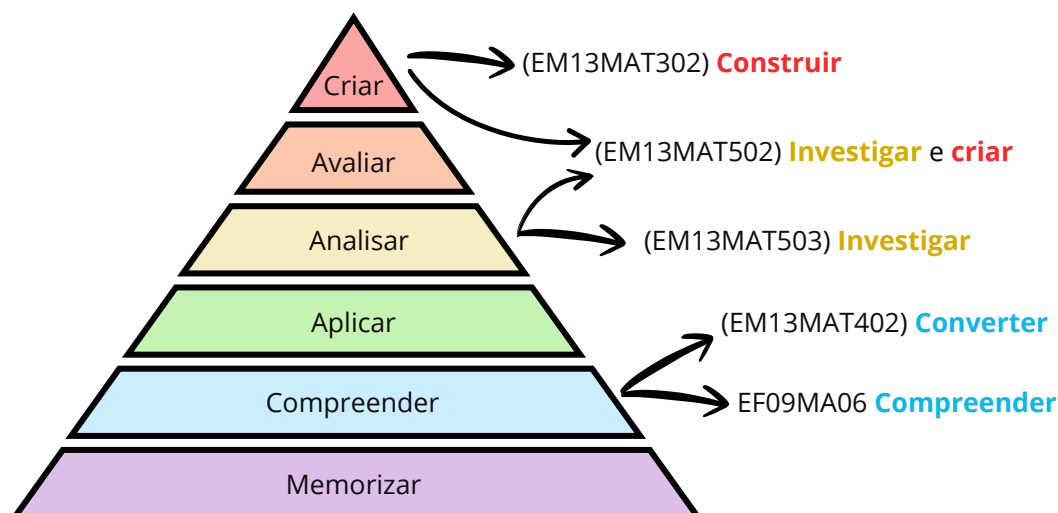 (EM13MAT302) Construir
Criar
(EM13MAT502) Investigar e criar
Avaliar
Analisar
(EM13MAT503) Investigar
Aplicar
(EM13MAT402) Converter
Compreender
EF09MA06 Compreender
Memorizar